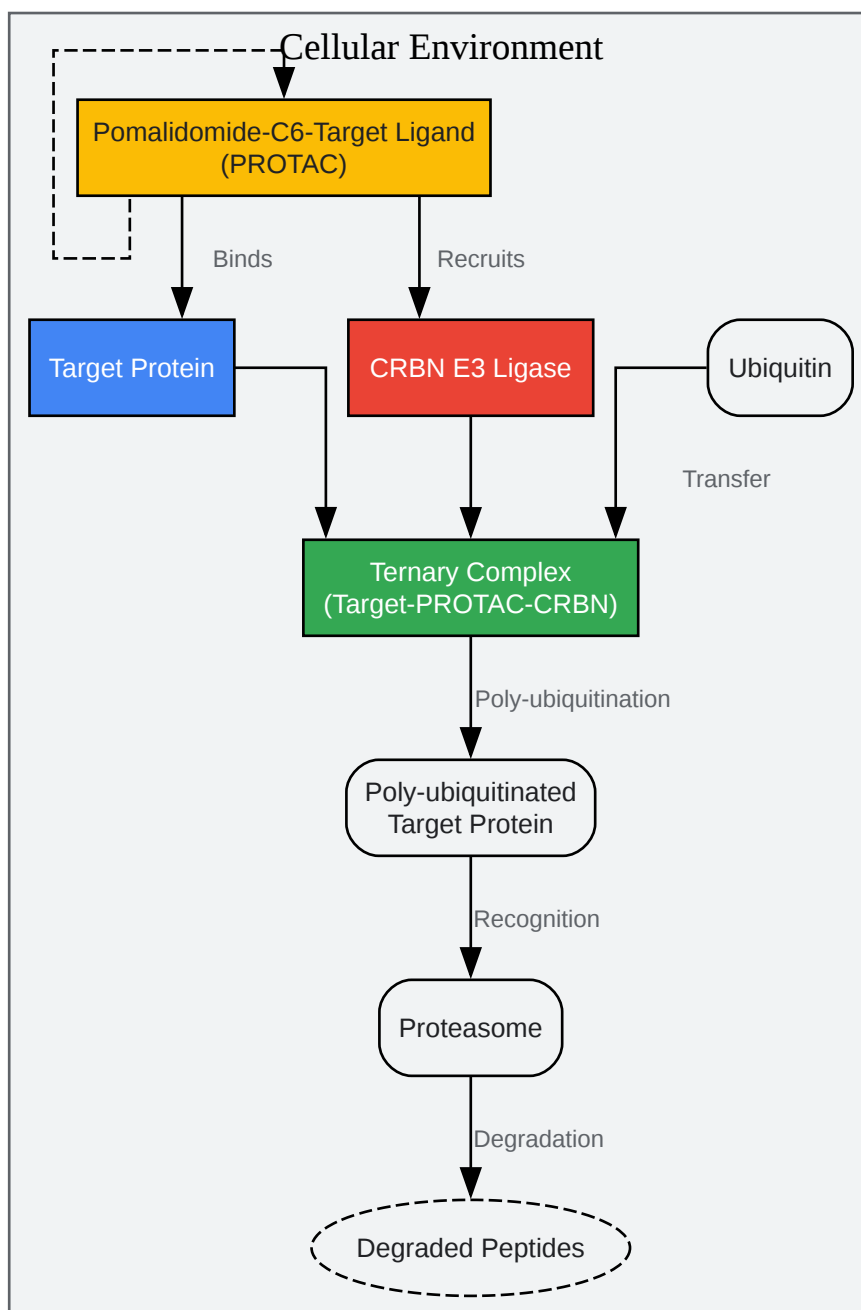 Cellular Environment
Pomalidomide-C6-Target Ligand
(PROTAC)
Binds
Recruits
Target Protein
CRBN E3 Ligase
Ubiquitin
Transfer
Ternary Complex
(Target-PROTAC-CRBN)
Poly-ubiquitination
Poly-ubiquitinated
Target Protein
Recognition
Proteasome
Degradation
Degraded Peptides